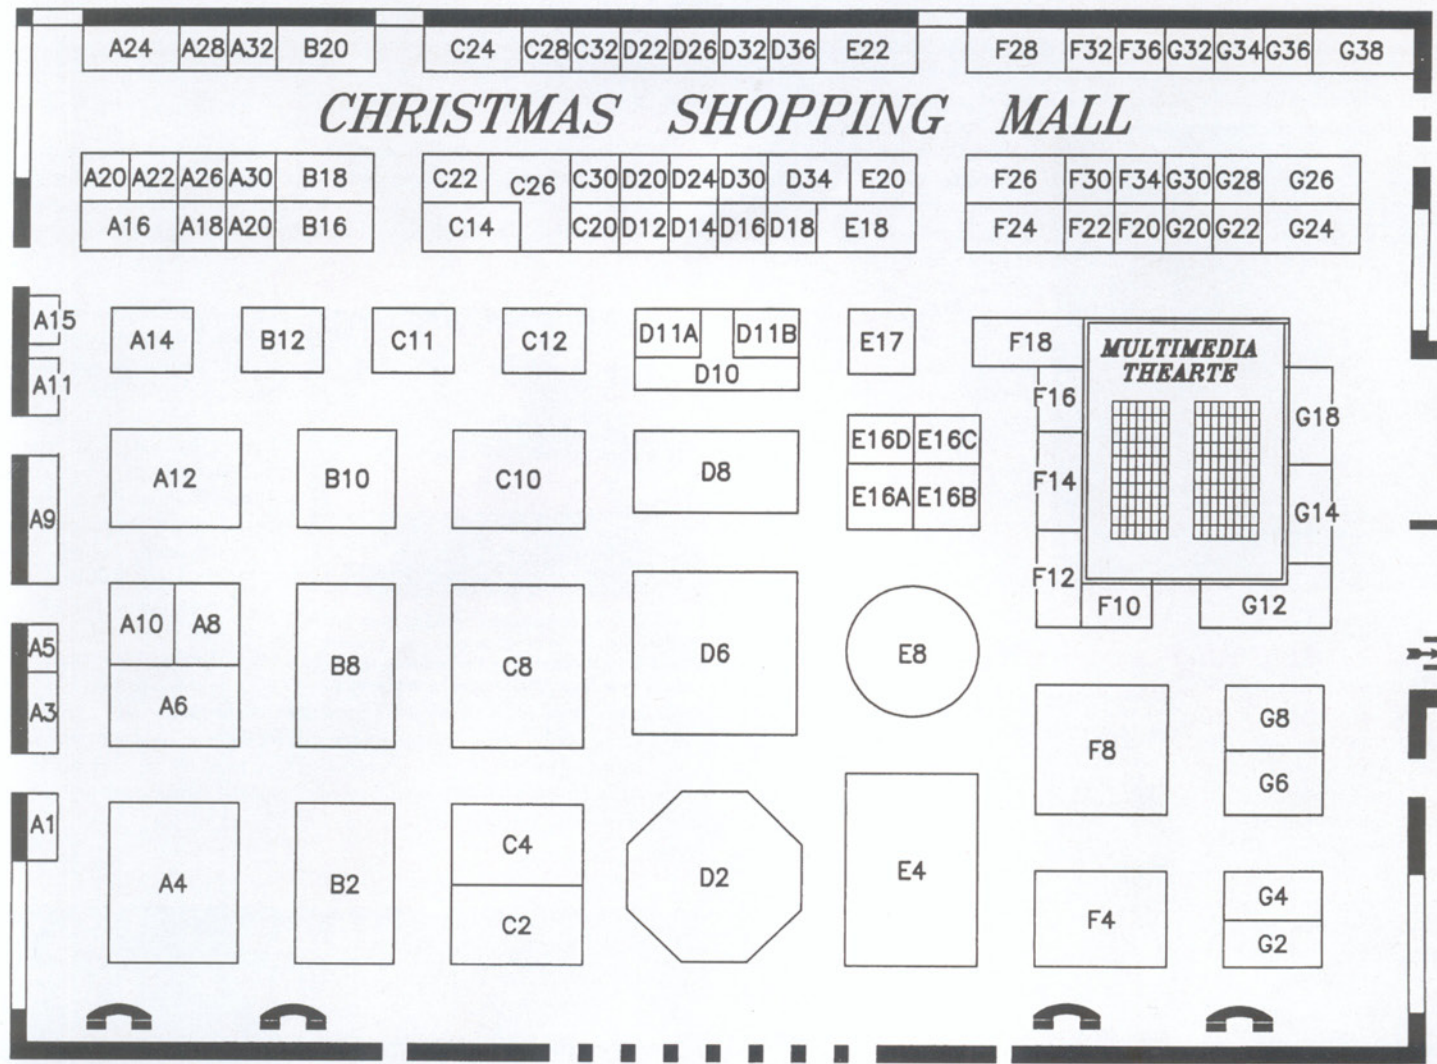 A24 A28 A32 B20 C24 C28 C32 D22 D26 D32 D36 E22 F28 F32 F36 G32 G34 G36 G38
CHRISTMAS SHOPPING MALL
A20 A22 A26 A30 B18 C22 C26 C30 D20 D24 D30 D34 E20 F26 F30 F34 G30 G28 G26
A16 A18 A20 B16 C14 C20 D12 D14 D16 D18 E18 F24 F22 F20 G20 G22 G24
A15 A14 B12 C11 C12 D11A D11B E17 F18
MULTIMEDIA
THEARTE
A11 D10 F16 G18
E16D E16C
A12 B10 C10 D8 F14
A9 E16A E16B G14
F12
A10 A8 F10 G12
A5 B8 C8 D6 E8
A3 A6 G8
F8 G6
A1 C4
A4 B2 D2 E4 G4
C2 F4 G2